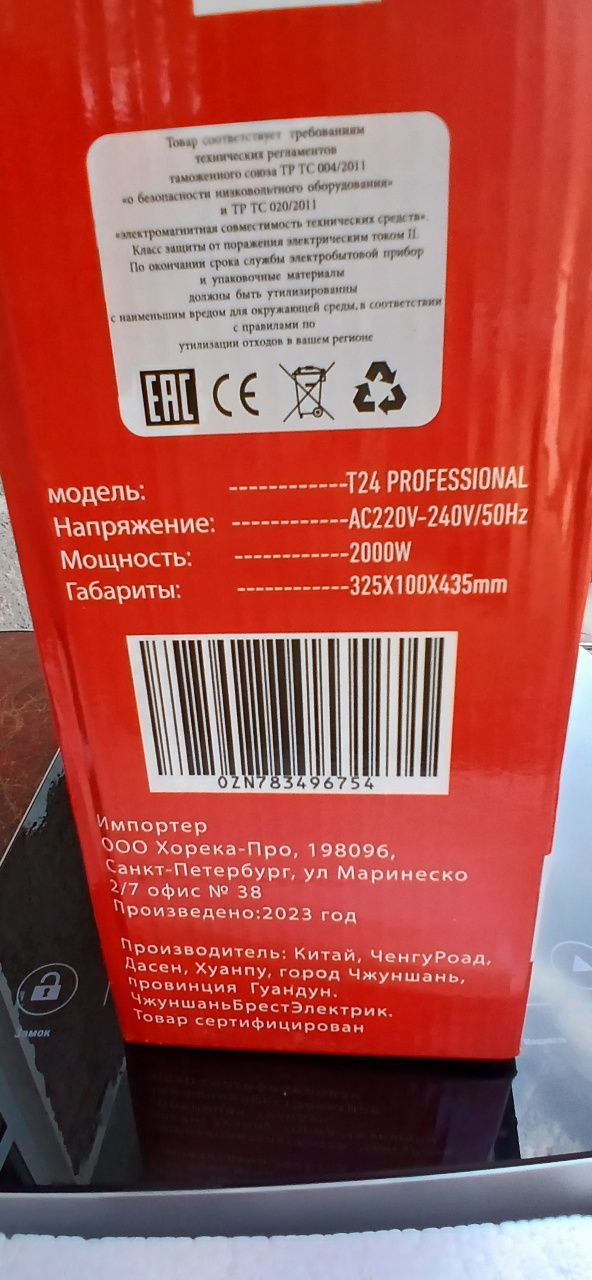 Товар соответствует требованиям
технических регламентов
таможенного союза ТР ТС 004/2011
«о безопасности низковольтного оборудования»
и ТР ТС 020/2011
«электромагнитная совместимость технических средств».
Класс защиты от поражения электрическим током II.
По окончании срока службы электробытовой прибор
и упаковочные материалы
должны быть утилизированны
с наименьшим вредом для окружающей среды, в соответствии
с правилами по
утилизации отходов в вашем регионе
EAC CE
модель: ------------T24 PROFESSIONAL
Напряжение: ------------AC220V-240V/50Hz
Мощность: ------------2000W
Габариты: ------------325X100X435mm
OZN783496754
Импортер
ООО Хорека-Про, 198096,
Санкт-Петербург, ул Маринеско
2/7 офис № 38
Произведено:2023 год
Производитель: Китай, ЧенгуРоад,
Дасен, Хуанпу, город Чжуншань,
провинция Гуандун.
ЧжуншаньБрестЭлектрик.
Товар сертифицирован
Замок